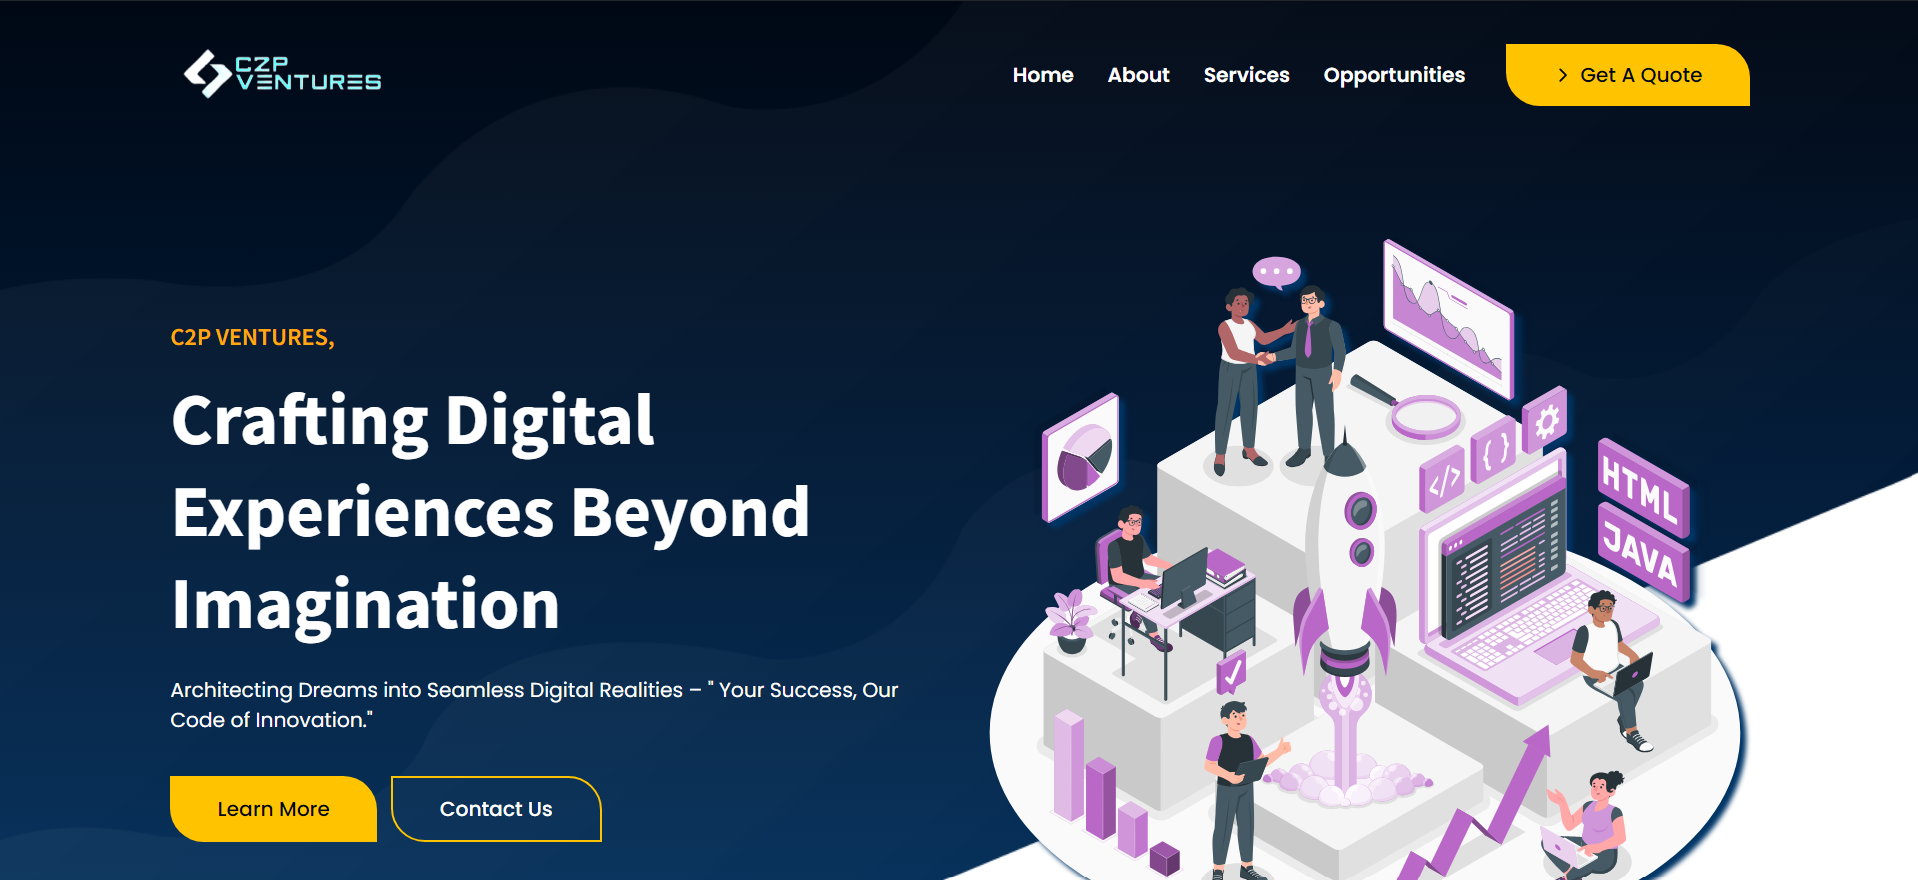 C2P
VENTURES
Home About Services Opportunities > Get A Quote
C2P VENTURES,
Crafting Digital
Experiences Beyond
Imagination
Architecting Dreams into Seamless Digital Realities – " Your Success, Our
Code of Innovation."
Learn More Contact Us
</>
{ }
HTML
JAVA